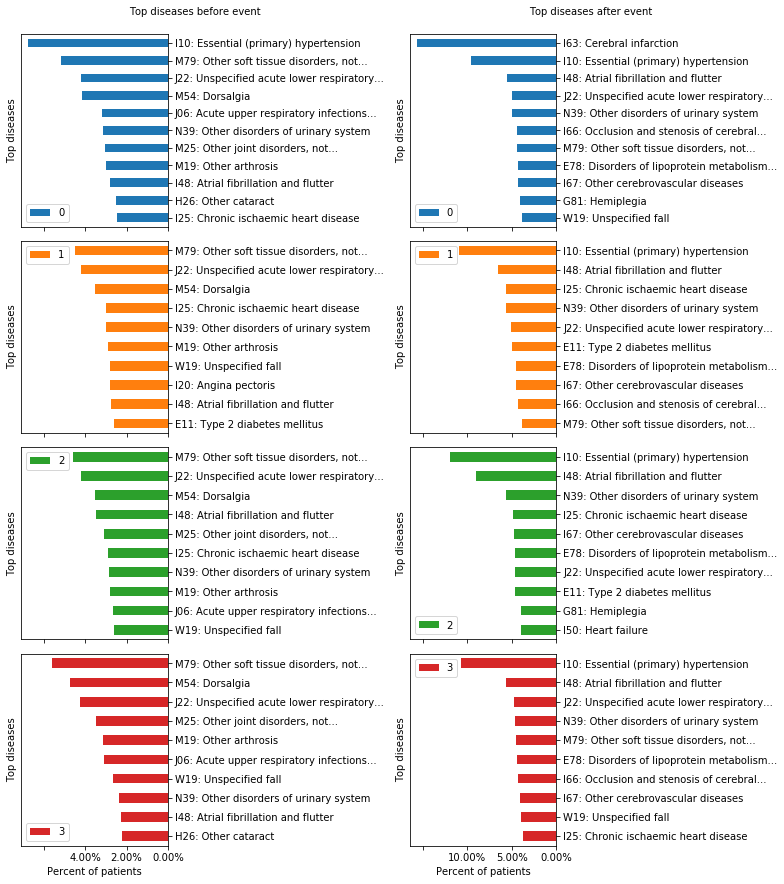 Top diseases before event
Top diseases
I10: Essential (primary) hypertension
M79: Other soft tissue disorders, not...
J22: Unspecified acute lower respiratory...
M54: Dorsalgia
J06: Acute upper respiratory infections...
N39: Other disorders of urinary system
M25: Other joint disorders, not...
M19: Other arthrosis
I48: Atrial fibrillation and flutter
H26: Other cataract
I25: Chronic ischaemic heart disease
0
Top diseases after event
Top diseases
I63: Cerebral infarction
I10: Essential (primary) hypertension
I48: Atrial fibrillation and flutter
J22: Unspecified acute lower respiratory...
N39: Other disorders of urinary system
I66: Occlusion and stenosis of cerebral...
M79: Other soft tissue disorders, not...
E78: Disorders of lipoprotein metabolism...
I67: Other cerebrovascular diseases
G81: Hemiplegia
W19: Unspecified fall
0
Top diseases
1
M79: Other soft tissue disorders, not...
J22: Unspecified acute lower respiratory...
M54: Dorsalgia
I25: Chronic ischaemic heart disease
N39: Other disorders of urinary system
M19: Other arthrosis
W19: Unspecified fall
I20: Angina pectoris
I48: Atrial fibrillation and flutter
E11: Type 2 diabetes mellitus
Top diseases
1
I10: Essential (primary) hypertension
I48: Atrial fibrillation and flutter
I25: Chronic ischaemic heart disease
N39: Other disorders of urinary system
J22: Unspecified acute lower respiratory...
E11: Type 2 diabetes mellitus
E78: Disorders of lipoprotein metabolism...
I67: Other cerebrovascular diseases
I66: Occlusion and stenosis of cerebral...
M79: Other soft tissue disorders, not...
Top diseases
2
M79: Other soft tissue disorders, not...
J22: Unspecified acute lower respiratory...
M54: Dorsalgia
I48: Atrial fibrillation and flutter
M25: Other joint disorders, not...
I25: Chronic ischaemic heart disease
N39: Other disorders of urinary system
M19: Other arthrosis
J06: Acute upper respiratory infections...
W19: Unspecified fall
Top diseases
I10: Essential (primary) hypertension
I48: Atrial fibrillation and flutter
N39: Other disorders of urinary system
I25: Chronic ischaemic heart disease
I67: Other cerebrovascular diseases
E78: Disorders of lipoprotein metabolism...
J22: Unspecified acute lower respiratory...
E11: Type 2 diabetes mellitus
G81: Hemiplegia
I50: Heart failure
2
Top diseases
M79: Other soft tissue disorders, not...
M54: Dorsalgia
J22: Unspecified acute lower respiratory...
M25: Other joint disorders, not...
M19: Other arthrosis
J06: Acute upper respiratory infections...
W19: Unspecified fall
N39: Other disorders of urinary system
I48: Atrial fibrillation and flutter
H26: Other cataract
3
4.00% 2.00% 0.00%
Percent of patients
Top diseases
3
I10: Essential (primary) hypertension
I48: Atrial fibrillation and flutter
J22: Unspecified acute lower respiratory...
N39: Other disorders of urinary system
M79: Other soft tissue disorders, not...
E78: Disorders of lipoprotein metabolism...
I66: Occlusion and stenosis of cerebral...
I67: Other cerebrovascular diseases
W19: Unspecified fall
I25: Chronic ischaemic heart disease
10.00% 5.00% 0.00%
Percent of patients